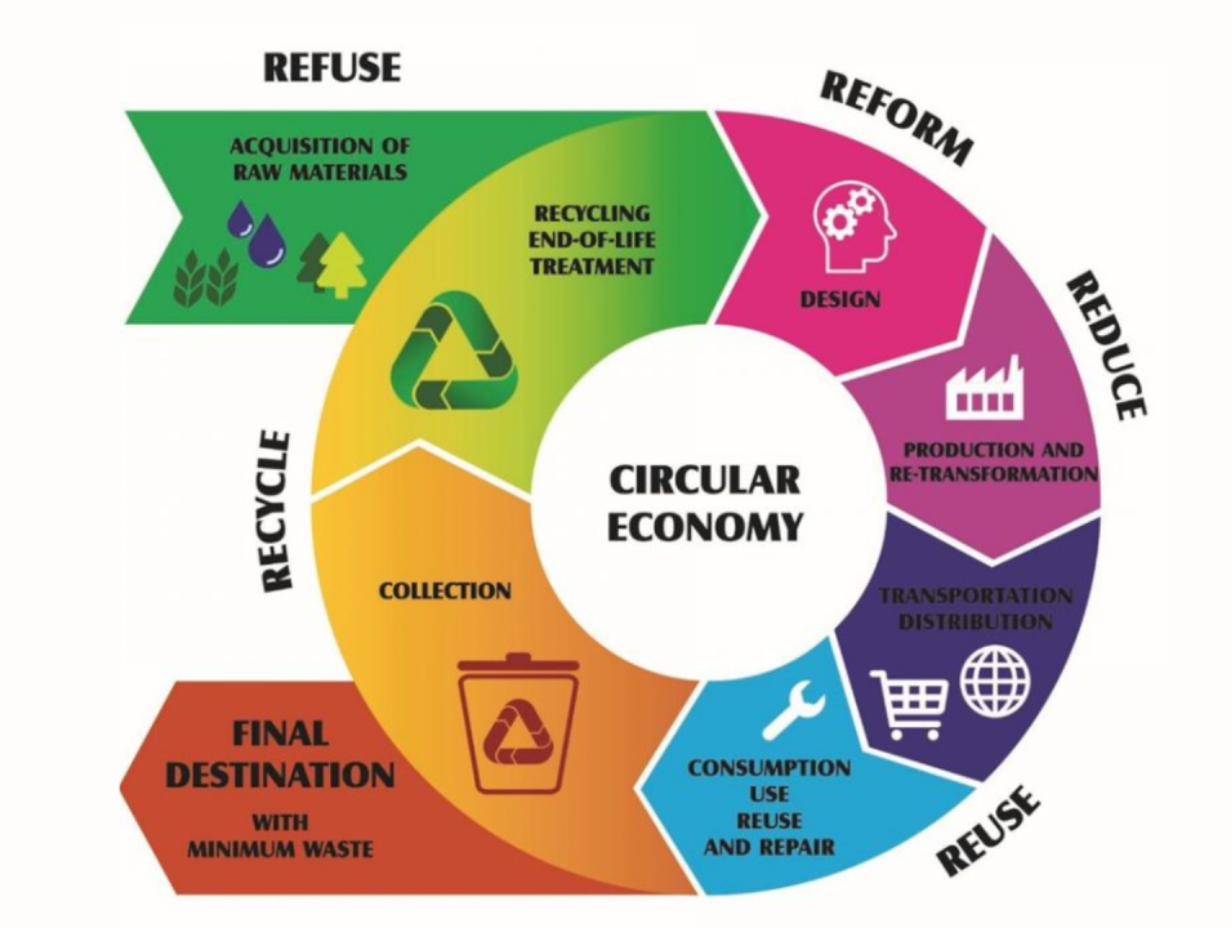 REFUSE
ACQUISITION OF
RAW MATERIALS
RECYCLING
END-OF-LIFE
TREATMENT
REFORM
DESIGN
REDUCE
PRODUCTION AND
RE-TRANSFORMATION
TRANSPORTATION
DISTRIBUTION
REUSE
CONSUMPTION
USE
REUSE
AND REPAIR
COLLECTION
RECYCLE
CIRCULAR
ECONOMY
FINAL
DESTINATION
WITH
MINIMUM WASTE